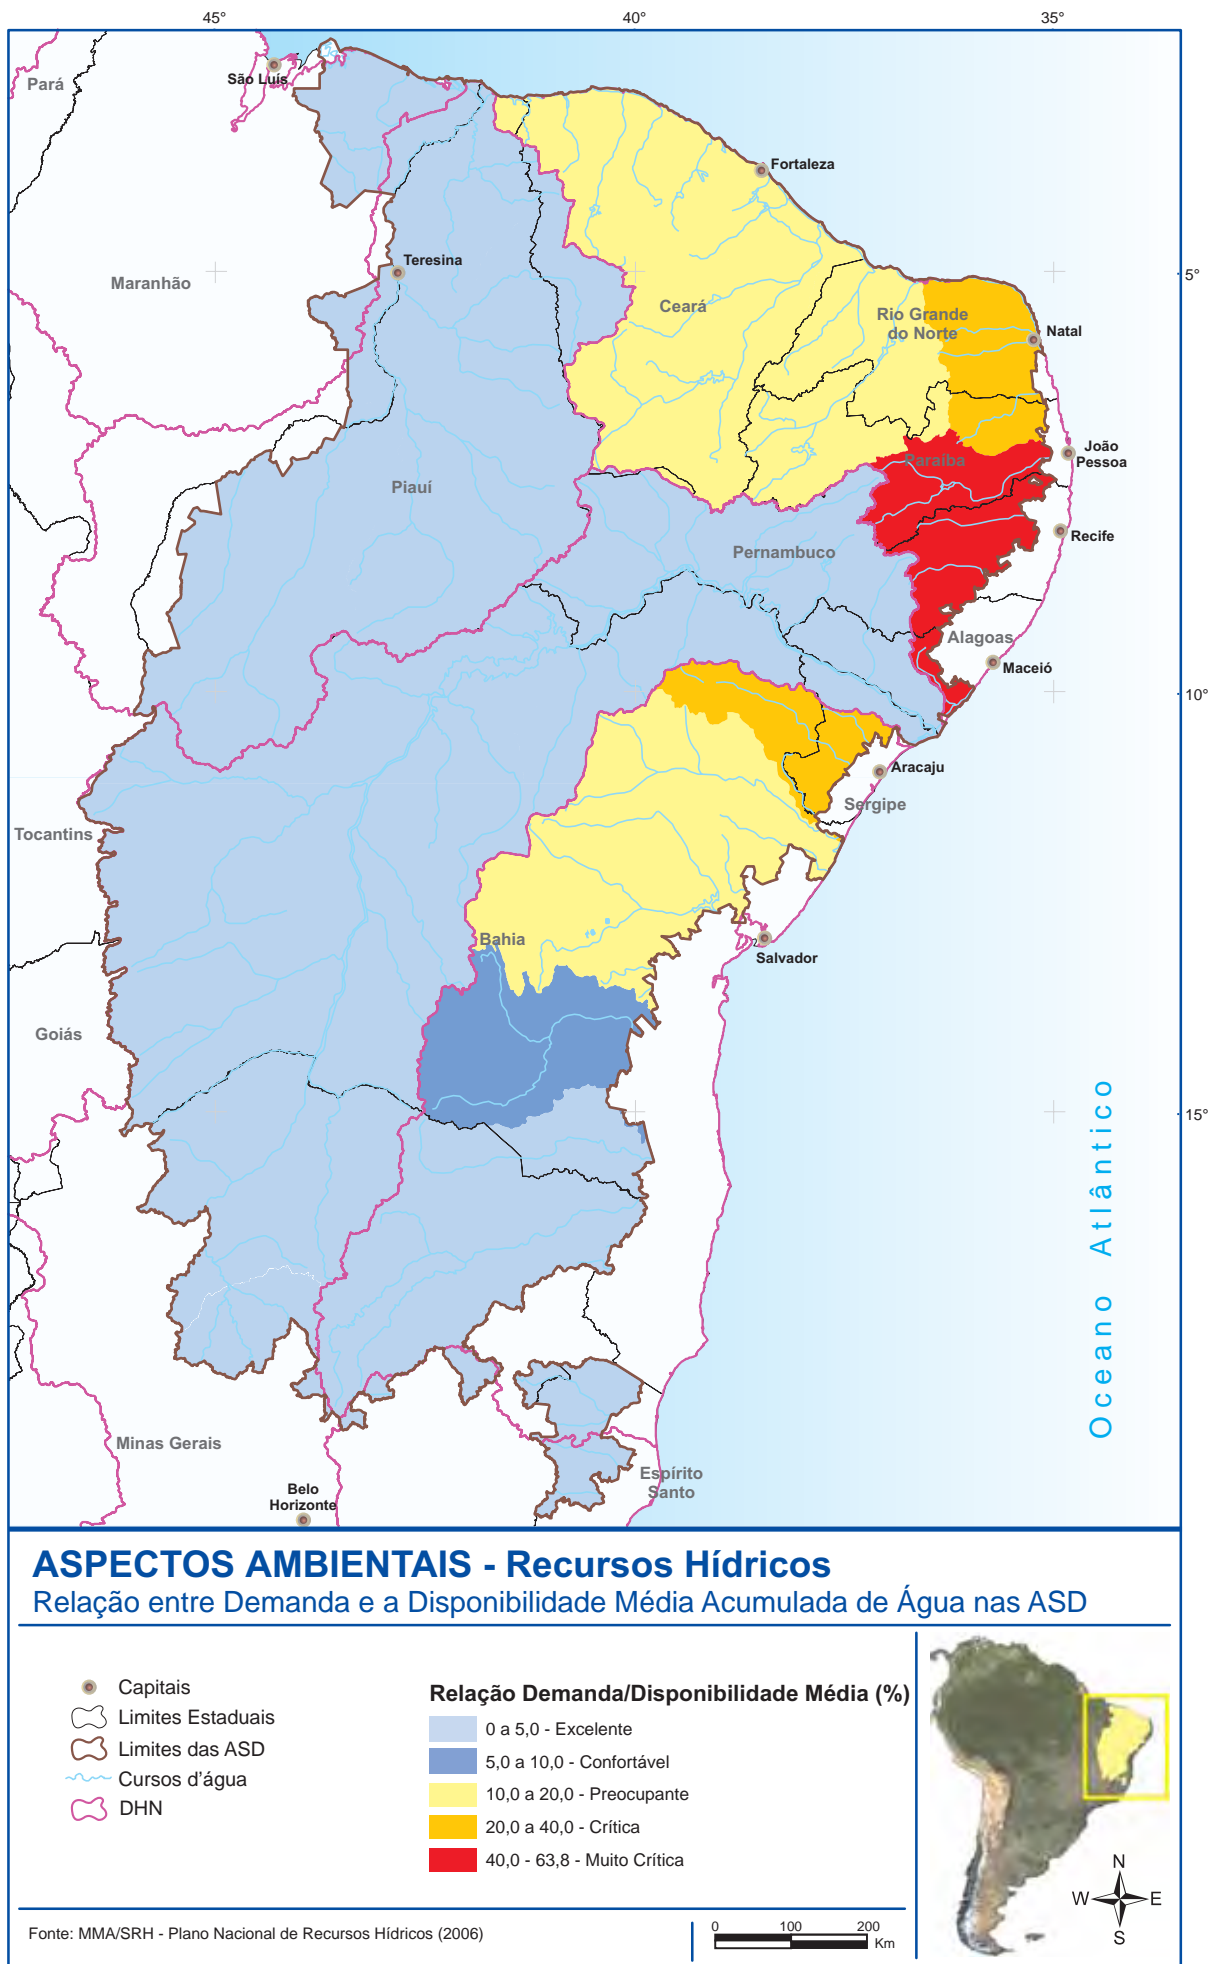 45°
40°
35°
Pará
São Luís
Fortaleza
Teresina
Maranhão
5°
Ceará
Rio Grande
do Norte
Natal
João
Pessoa
Paraíba
Piauí
Recife
Pernambuco
Alagoas
Maceió
10°
Aracaju
Sergipe
Tocantins
Bahia
Salvador
Goiás
15°
Oceano Atlântico
Minas Gerais
Espírito
Santo
Belo
Horizonte
ASPECTOS AMBIENTAIS - Recursos Hídricos
Relação entre Demanda e a Disponibilidade Média Acumulada de Água nas ASD
Capitais
Limites Estaduais
Limites das ASD
Cursos d'água
DHN
Relação Demanda/Disponibilidade Média (%)
0 a 5,0 - Excelente
5,0 a 10,0 - Confortável
10,0 a 20,0 - Preocupante
20,0 a 40,0 - Crítica
40,0 - 63,8 - Muito Crítica
N
W E
S
Fonte: MMA/SRH - Plano Nacional de Recursos Hídricos (2006)
0 100 200
Km